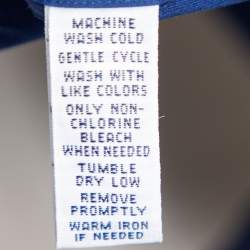 MACHINE
WASH COLD
GENTLE CYCLE
WASH WITH
LIKE COLORS
ONLY NON-
CHLORINE
BLEACH
WHEN NEEDED
TUMBLE
DRY LOW
REMOVE
PROMPTLY
WARM IRON
IF NEEDED